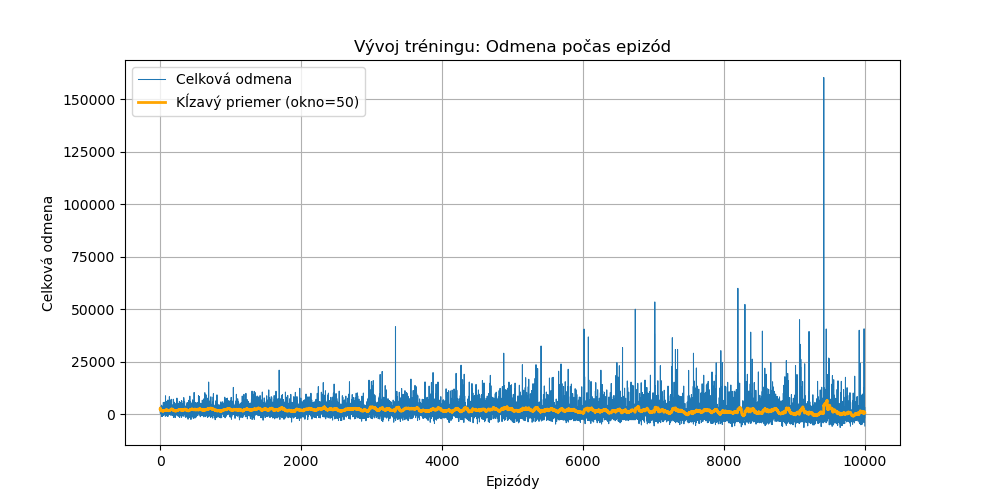 Vývoj tréningu: Odmena počas epizód
Celková odmena
Kĺzavý priemer (okno=50)
150000
125000
100000
75000
50000
25000
0
Celková odmena
0 2000 4000 6000 8000 10000
Epizódy